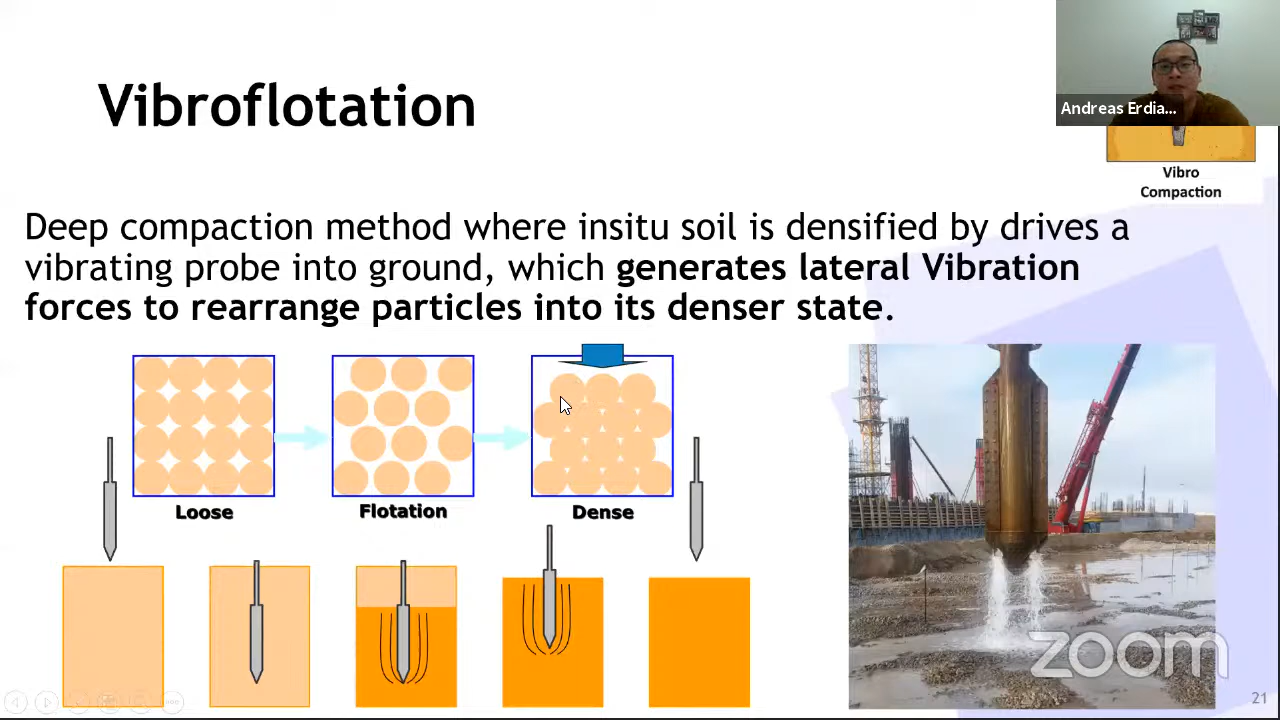 Vibroflotation
Andreas Erdia...
Vibro
Compaction
Deep compaction method where insitu soil is densified by drives a
vibrating probe into ground, which generates lateral Vibration
forces to rearrange particles into its denser state.
Loose
Flotation
Dense
zoom
21